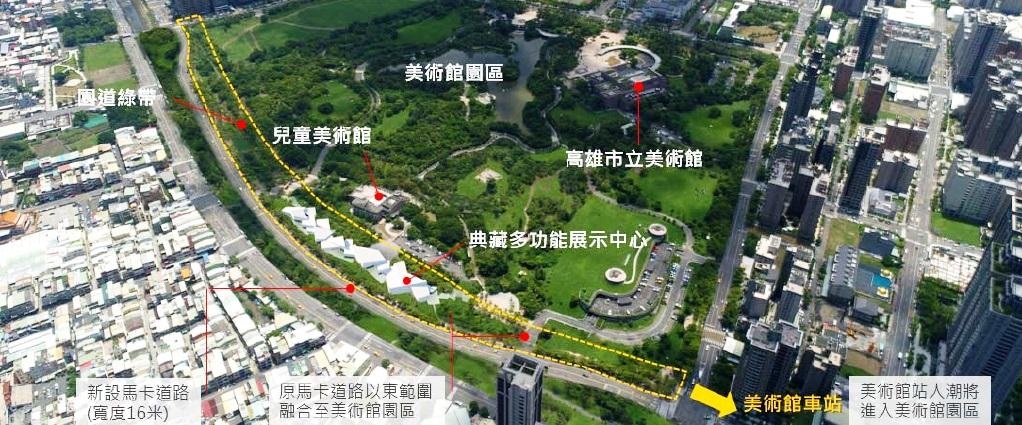 美術館園區
園道綠帶
兒童美術館
高雄市立美術館
典藏多功能展示中心
新設馬卡道路
(寬度16米)
原馬卡道路以東範圍
融合至美術館園區
美術館車站
美術館站人潮將
進入美術館園區